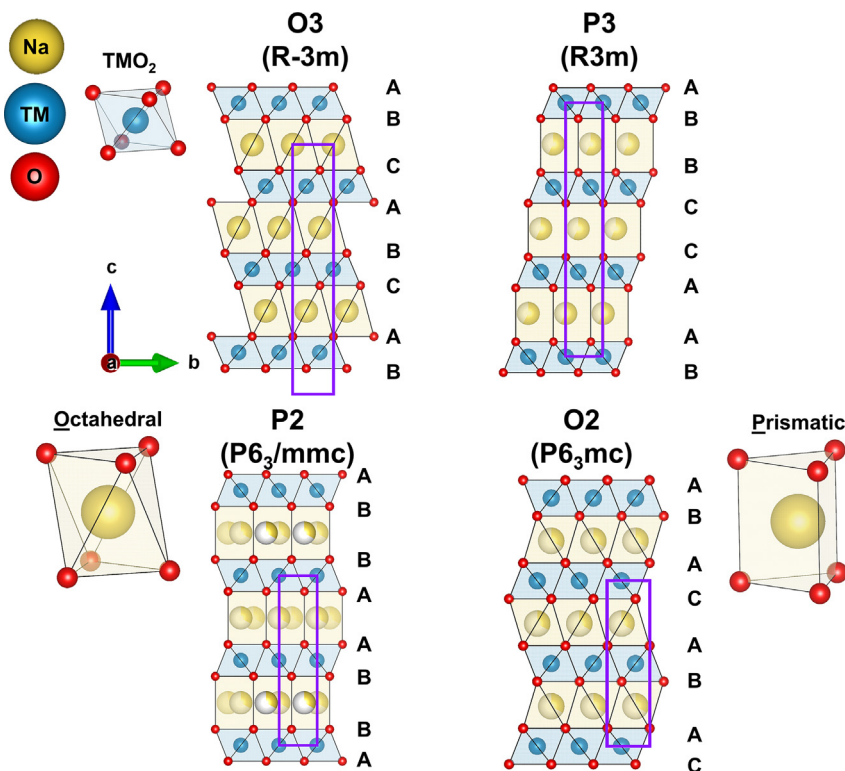 O3
(R-3m)
P3
(R3m)
Na
TM
O
TMO2
A
B
C
A
B
C
A
B
A
B
B
C
C
A
A
B
c
a
b
Octahedral
P2
(P63/mmc)
O2
(P63mc)
Prismatic
A
B
B
A
A
B
B
A
A
B
A
C
A
B
A
C